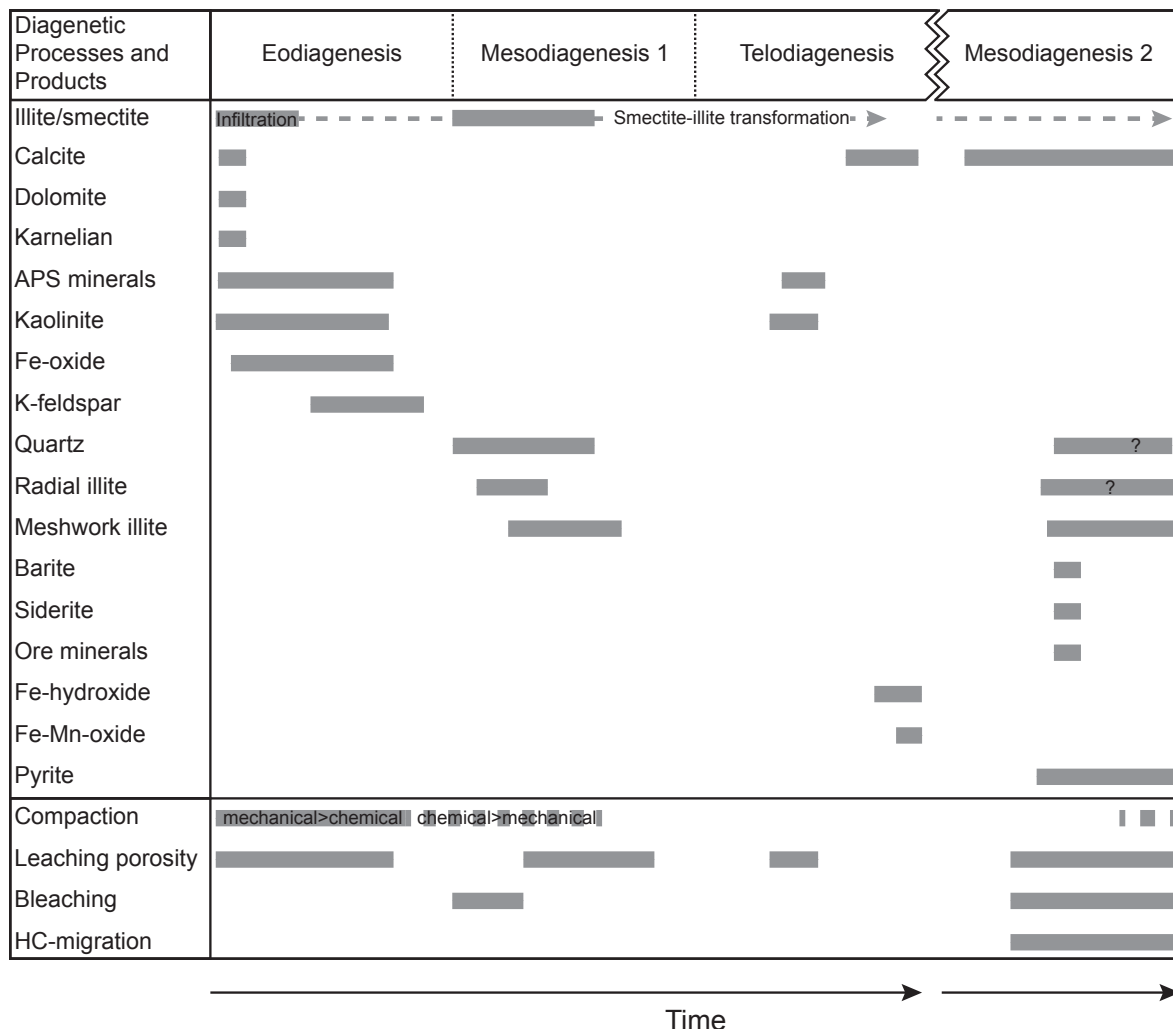 Diagenetic
Processes and
Products
Eodiagenesis
Mesodiagenesis 1
Telodiagenesis
Mesodiagenesis 2
Illite/smectite
Infiltration
Smectite-illite transformation
Calcite
Dolomite
Karnelian
APS minerals
Kaolinite
Fe-oxide
K-feldspar
Quartz
?
Radial illite
?
Meshwork illite
Barite
Siderite
Ore minerals
Fe-hydroxide
Fe-Mn-oxide
Pyrite
Compaction
mechanical>chemical
chemical>mechanical
Leaching porosity
Bleaching
HC-migration
Time